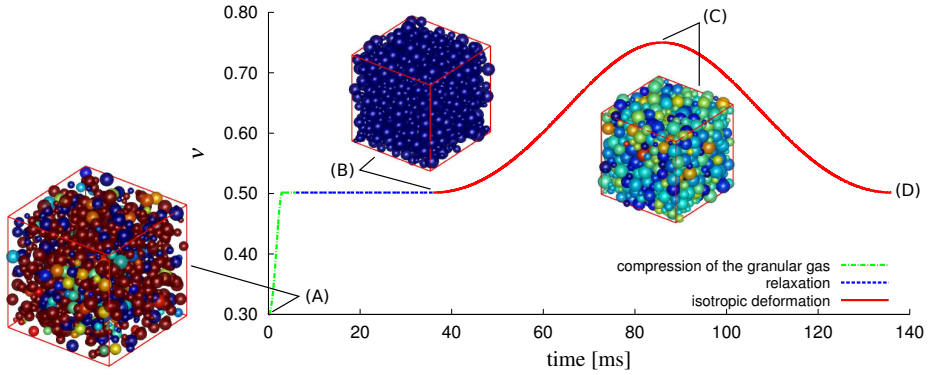 0.80
0.70
0.60
0.50
0.40
0.30
ν
(C)
(B)
(D)
(A)
compression of the granular gas
relaxation
isotropic deformation
0 20 40 60 80 100 120 140
time [ms]